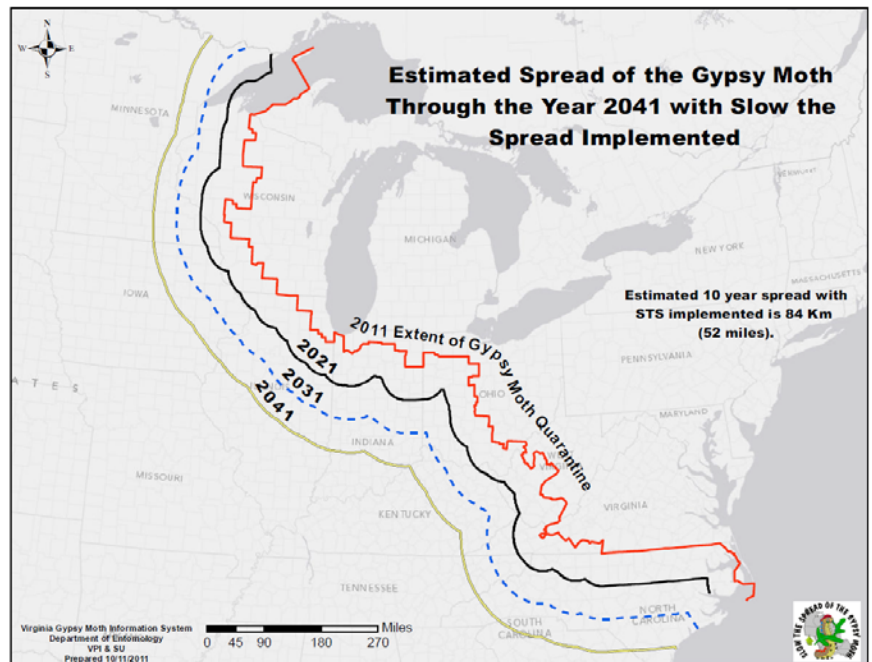 N
W E
S
Estimated Spread of the Gypsy Moth
Through the Year 2041 with Slow the
Spread Implemented
MINNESOTA
WISCONSIN
MICHIGAN
VERMONT
NEW YORK
MASSACHUSETTS
IOWA
Estimated 10 year spread with
STS implemented is 84 Km
(52 miles).
2011 Extent of Gypsy Moth Quarantine
2021
2031
2041
PENNSYLVANIA
A T E S
OHIO
MARYLAND
INDIANA
WEST
VIRGINIA
MISSOURI
VIRGINIA
KENTUCKY
TENNESSEE
NORTH
CAROLINA
SOUTH
CAROLINA
Virginia Gypsy Moth Information System
Department of Entomology
VPI & SU
Prepared 10/11/2011
Miles
0 45 90 180 270
SLOW THE SPREAD OF THE GYPSY MOTH